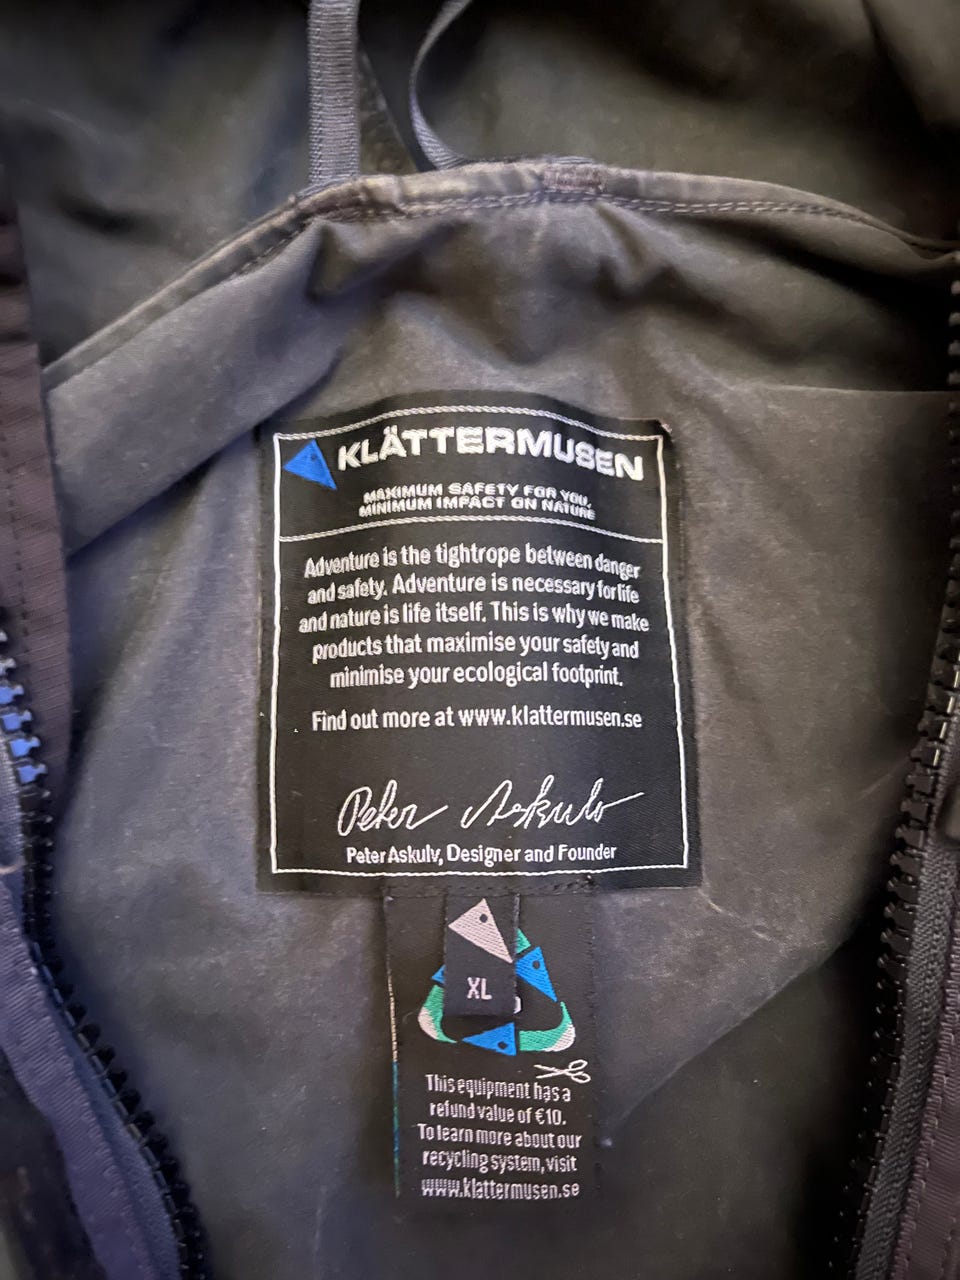 KLÄTTERMUSEN
MAXIMUM SAFETY FOR YOU,
MINIMUM IMPACT ON NATURE
Adventure is the tightrope between danger
and safety. Adventure is necessary for life
and nature is life itself. This is why we make
products that maximise your safety and
minimise your ecological footprint.
Find out more at www.klattermusen.se
Peter Askulv
Peter Askulv, Designer and Founder
XL
This equipment has a
refund value of €10.
To learn more about our
recycling system, visit
www.klattermusen.se